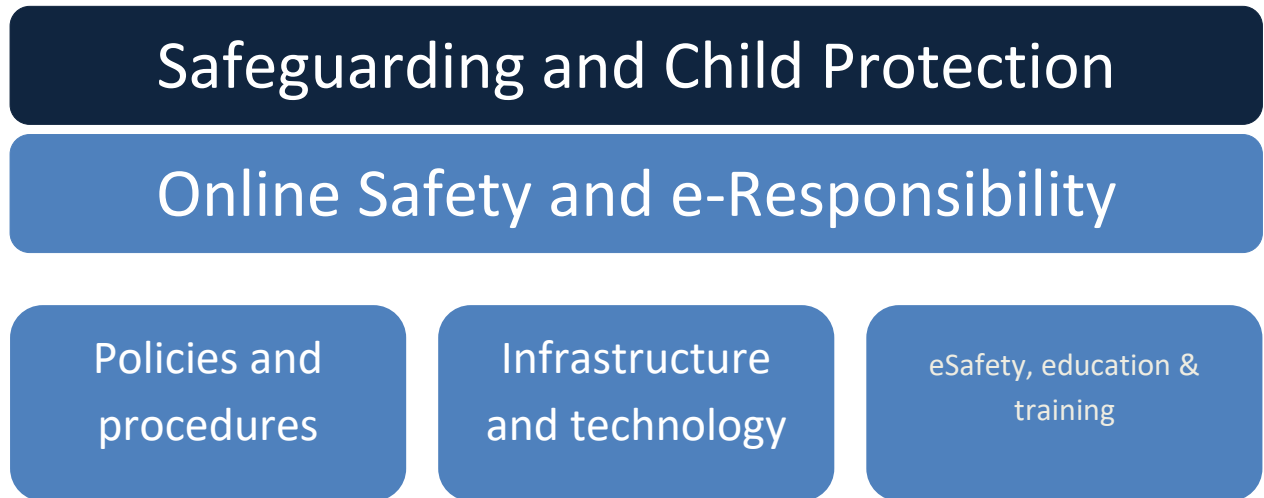 Safeguarding and Child Protection
Online Safety and e-Responsibility
Policies and
procedures
Infrastructure
and technology
eSafety, education &
training